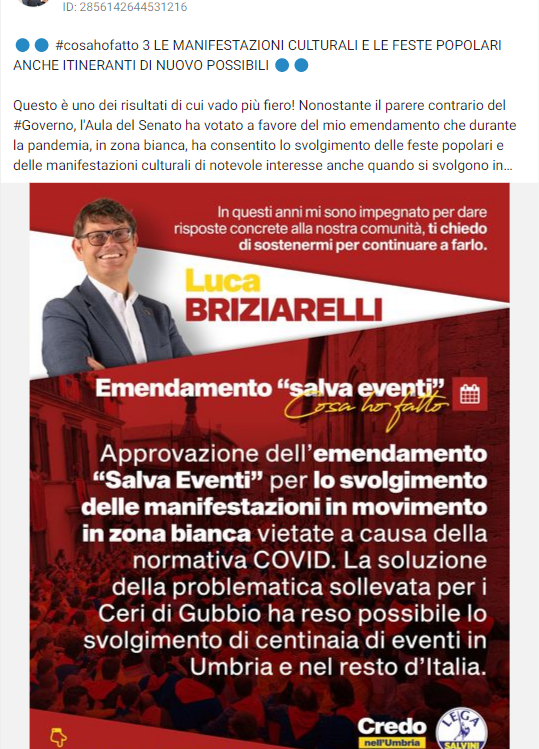 ID: 2856142644531216
#cosahofatto 3 LE MANIFESTAZIONI CULTURALI E LE FESTE POPOLARI
ANCHE ITINERANTI DI NUOVO POSSIBILI
Questo è uno dei risultati di cui vado più fiero! Nonostante il parere contrario del
#Governo, l'Aula del Senato ha votato a favore del mio emendamento che durante
la pandemia, in zona bianca, ha consentito lo svolgimento delle feste popolari e
delle manifestazioni culturali di notevole interesse anche quando si svolgono in...
In questi anni mi sono impegnato per dare
risposte concrete alla nostra comunità, ti chiedo
di sostenermi per continuare a farlo.
Luca
BRIZIARELLI
Emendamento “salva eventi”
Cosa ho fatto
Approvazione dell'emendamento
“Salva Eventi” per lo svolgimento
delle manifestazioni in movimento
in zona bianca vietate a causa della
normativa COVID. La soluzione
della problematica sollevata per i
Ceri di Gubbio ha reso possibile lo
svolgimento di centinaia di eventi in
Umbria e nel resto d'Italia.
Credo
nell'Umbria
LEGA
SALVINI